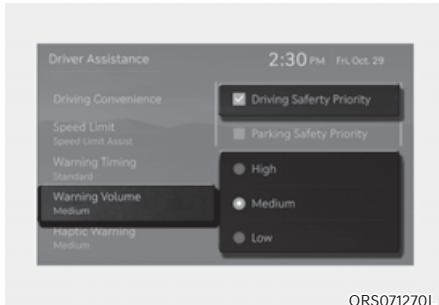 Driver Assistance
2:30 PM Fri, Oct. 29
Driving Convenience
Speed Limit
Speed Limit Assist
Warning Timing
Standard
Warning Volume
Medium
Haptic Warning
Medium
Driving Saferty Priority
Parking Safety Priority
High
Medium
Low
ORS071270L